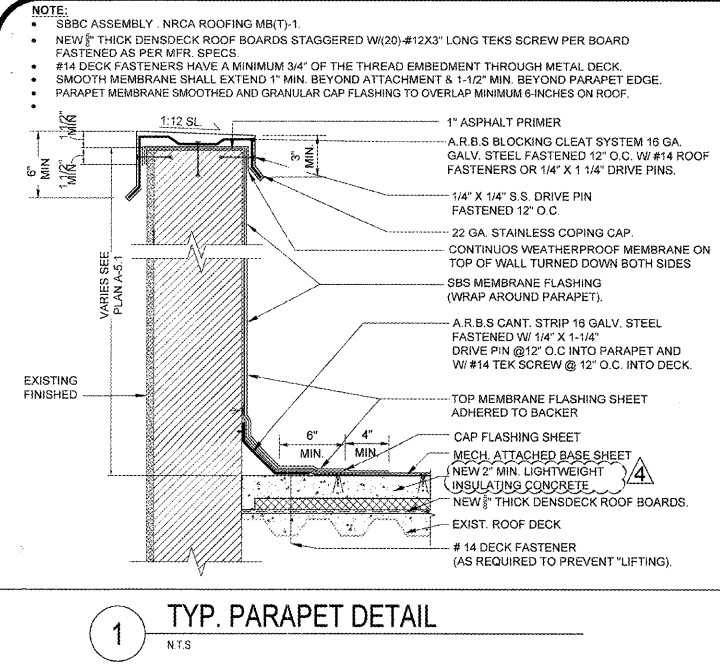 NOTE:
SBBC ASSEMBLY . NRCA ROOFING MB(T)-1.
NEW 5/8" THICK DENSDECK ROOF BOARDS STAGGERED W/(20)-#12X3" LONG TEKS SCREW PER BOARD
FASTENED AS PER MFR. SPECS.
#14 DECK FASTENERS HAVE A MINIMUM 3/4" OF THE THREAD EMBEDMENT THROUGH METAL DECK.
SMOOTH MEMBRANE SHALL EXTEND 1" MIN. BEYOND ATTACHMENT & 1-1/2" MIN. BEYOND PARAPET EDGE.
PARAPET MEMBRANE SMOOTHED AND GRANULAR CAP FLASHING TO OVERLAP MINIMUM 6-INCHES ON ROOF.
1:12 SL.
1 1/2"
MIN
1 1/2"
MIN
6"
MIN
3"
MIN.
1" ASPHALT PRIMER
A.R.B.S BLOCKING CLEAT SYSTEM 16 GA.
GALV. STEEL FASTENED 12" O.C. W/ #14 ROOF
FASTENERS OR 1/4" X 1 1/4" DRIVE PINS.
1/4" X 1/4" S.S. DRIVE PIN
FASTENED 12" O.C.
22 GA. STAINLESS COPING CAP.
CONTINUOS WEATHERPROOF MEMBRANE ON
TOP OF WALL TURNED DOWN BOTH SIDES
SBS MEMBRANE FLASHING
(WRAP AROUND PARAPET).
VARIES SEE
PLAN A-5.1
A.R.B.S CANT. STRIP 16 GALV. STEEL
FASTENED W/ 1/4" X 1-1/4"
DRIVE PIN @12" O.C INTO PARAPET AND
W/ #14 TEK SCREW @ 12" O.C. INTO DECK.
EXISTING
FINISHED
TOP MEMBRANE FLASHING SHEET
ADHERED TO BACKER
6"
MIN.
4"
MIN.
CAP FLASHING SHEET
MECH. ATTACHED BASE SHEET
NEW 2" MIN. LIGHTWEIGHT
INSULATING CONCRETE
4
NEW 5/8" THICK DENSDECK ROOF BOARDS.
EXIST. ROOF DECK
# 14 DECK FASTENER
(AS REQUIRED TO PREVENT "LIFTING).
1
TYP. PARAPET DETAIL
N.T.S